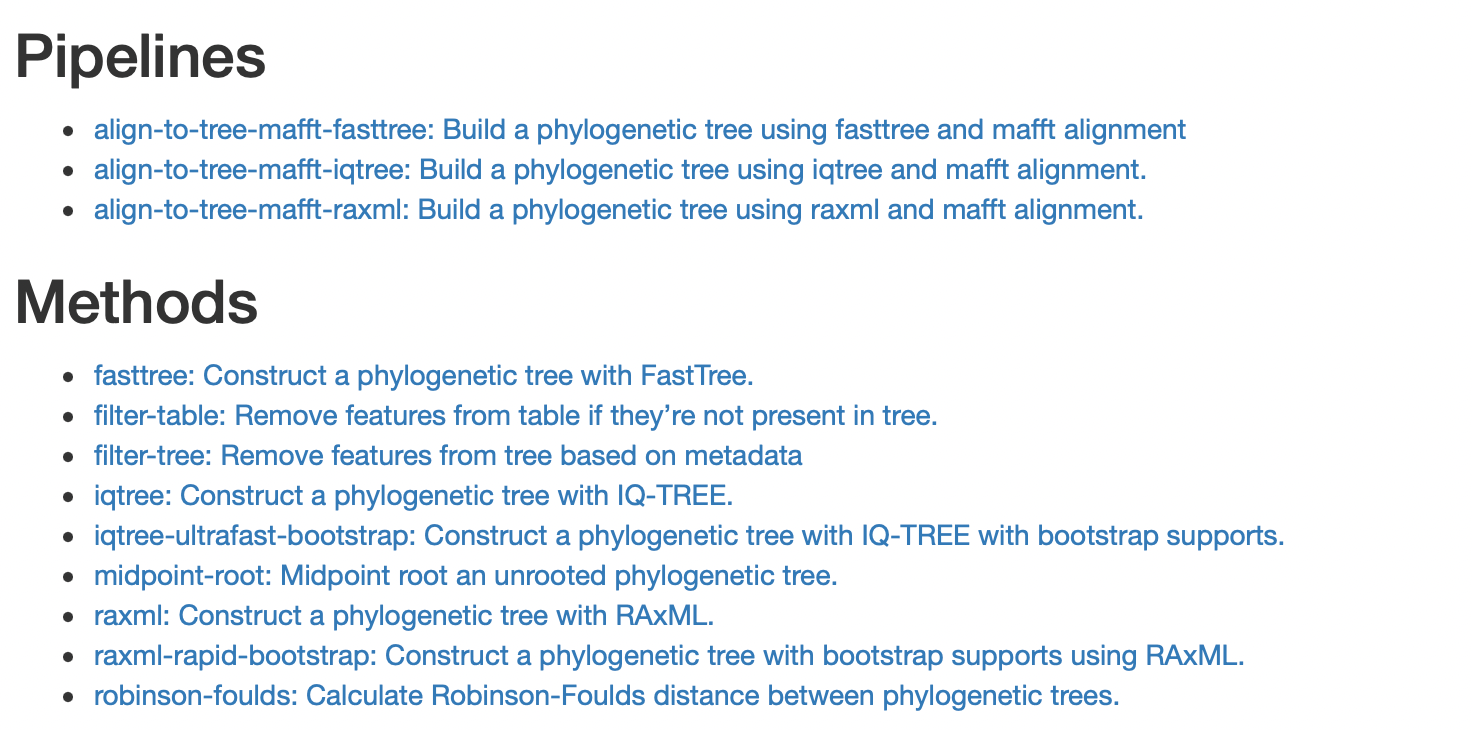 Pipelines
• align-to-tree-mafft-fasttree: Build a phylogenetic tree using fasttree and mafft alignment
• align-to-tree-mafft-iqtree: Build a phylogenetic tree using iqtree and mafft alignment.
• align-to-tree-mafft-raxml: Build a phylogenetic tree using raxml and mafft alignment.
Methods
• fasttree: Construct a phylogenetic tree with FastTree.
• filter-table: Remove features from table if they’re not present in tree.
• filter-tree: Remove features from tree based on metadata
• iqtree: Construct a phylogenetic tree with IQ-TREE.
• iqtree-ultrafast-bootstrap: Construct a phylogenetic tree with IQ-TREE with bootstrap supports.
• midpoint-root: Midpoint root an unrooted phylogenetic tree.
• raxml: Construct a phylogenetic tree with RAxML.
• raxml-rapid-bootstrap: Construct a phylogenetic tree with bootstrap supports using RAxML.
• robinson-foulds: Calculate Robinson-Foulds distance between phylogenetic trees.